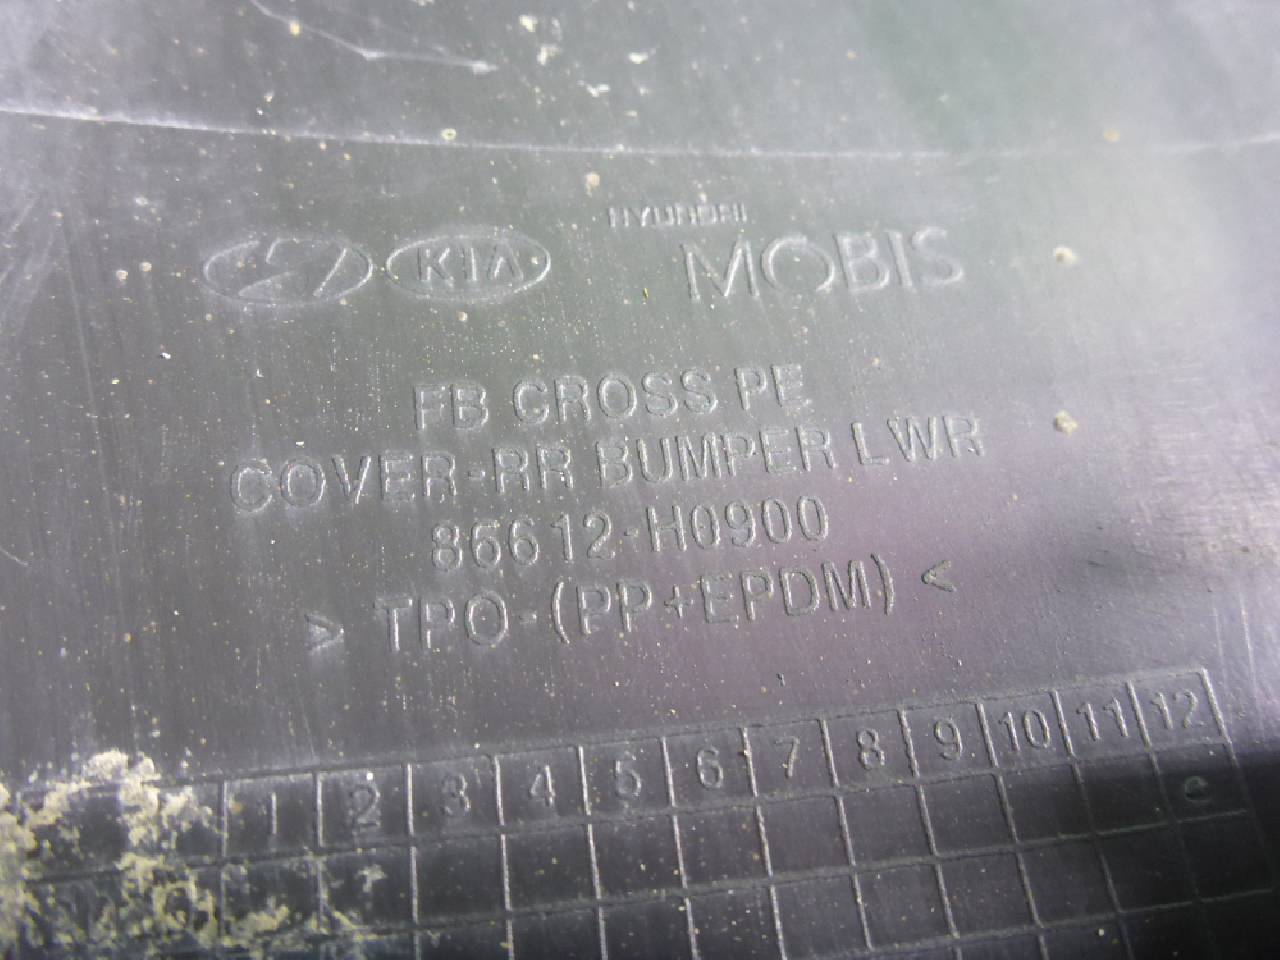 KIA
HYUNDAI
MOBIS
FB CROSS PE
COVER-RR BUMPER LWR
86612-H0900
> TPO-(PP+EPDM) <
1 2 3 4 5 6 7 8 9 10 11 12